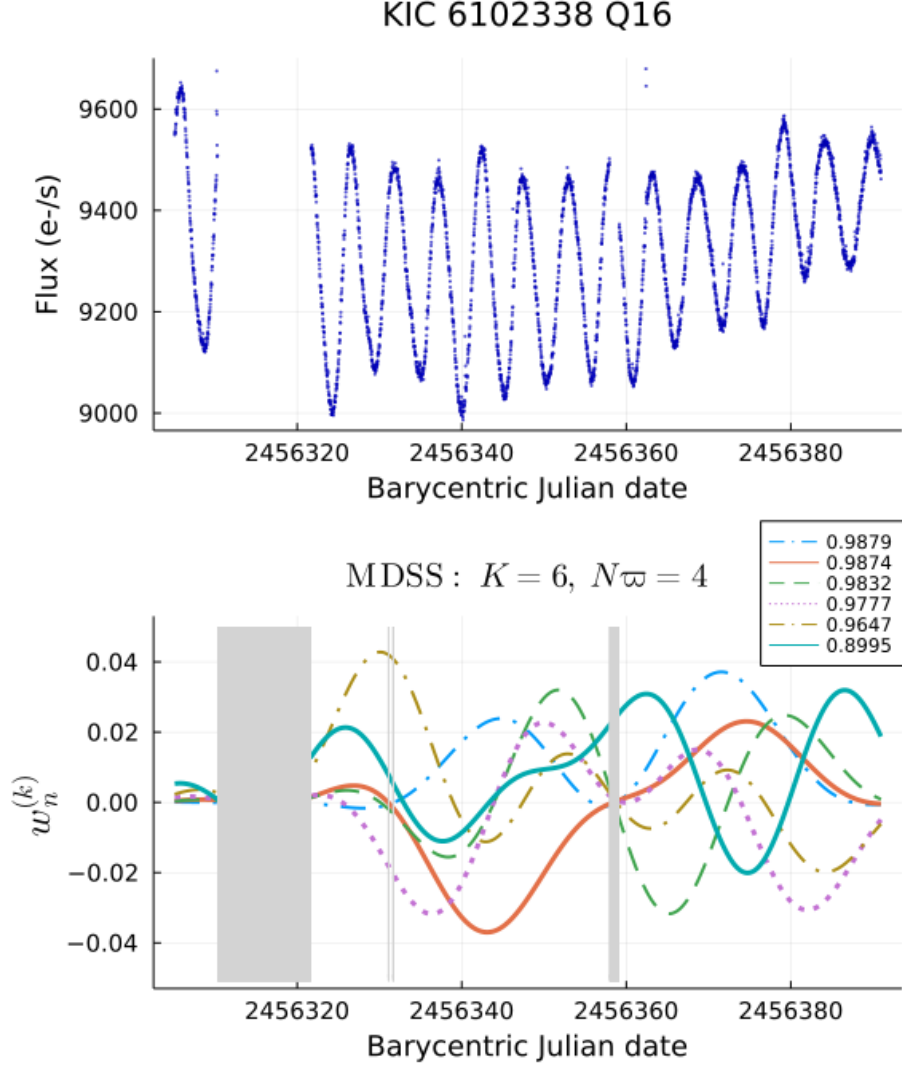 KIC 6102338 Q16
Flux (e-/s)
9600
9400
9200
9000
2456320 2456340 2456360 2456380
Barycentric Julian date
0.9879
0.9874
0.9832
0.9777
0.9647
0.8995
MDSS: K = 6, Nϖ = 4
w_n^{(k)}
0.04
0.02
0.00
−0.02
−0.04
2456320 2456340 2456360 2456380
Barycentric Julian date